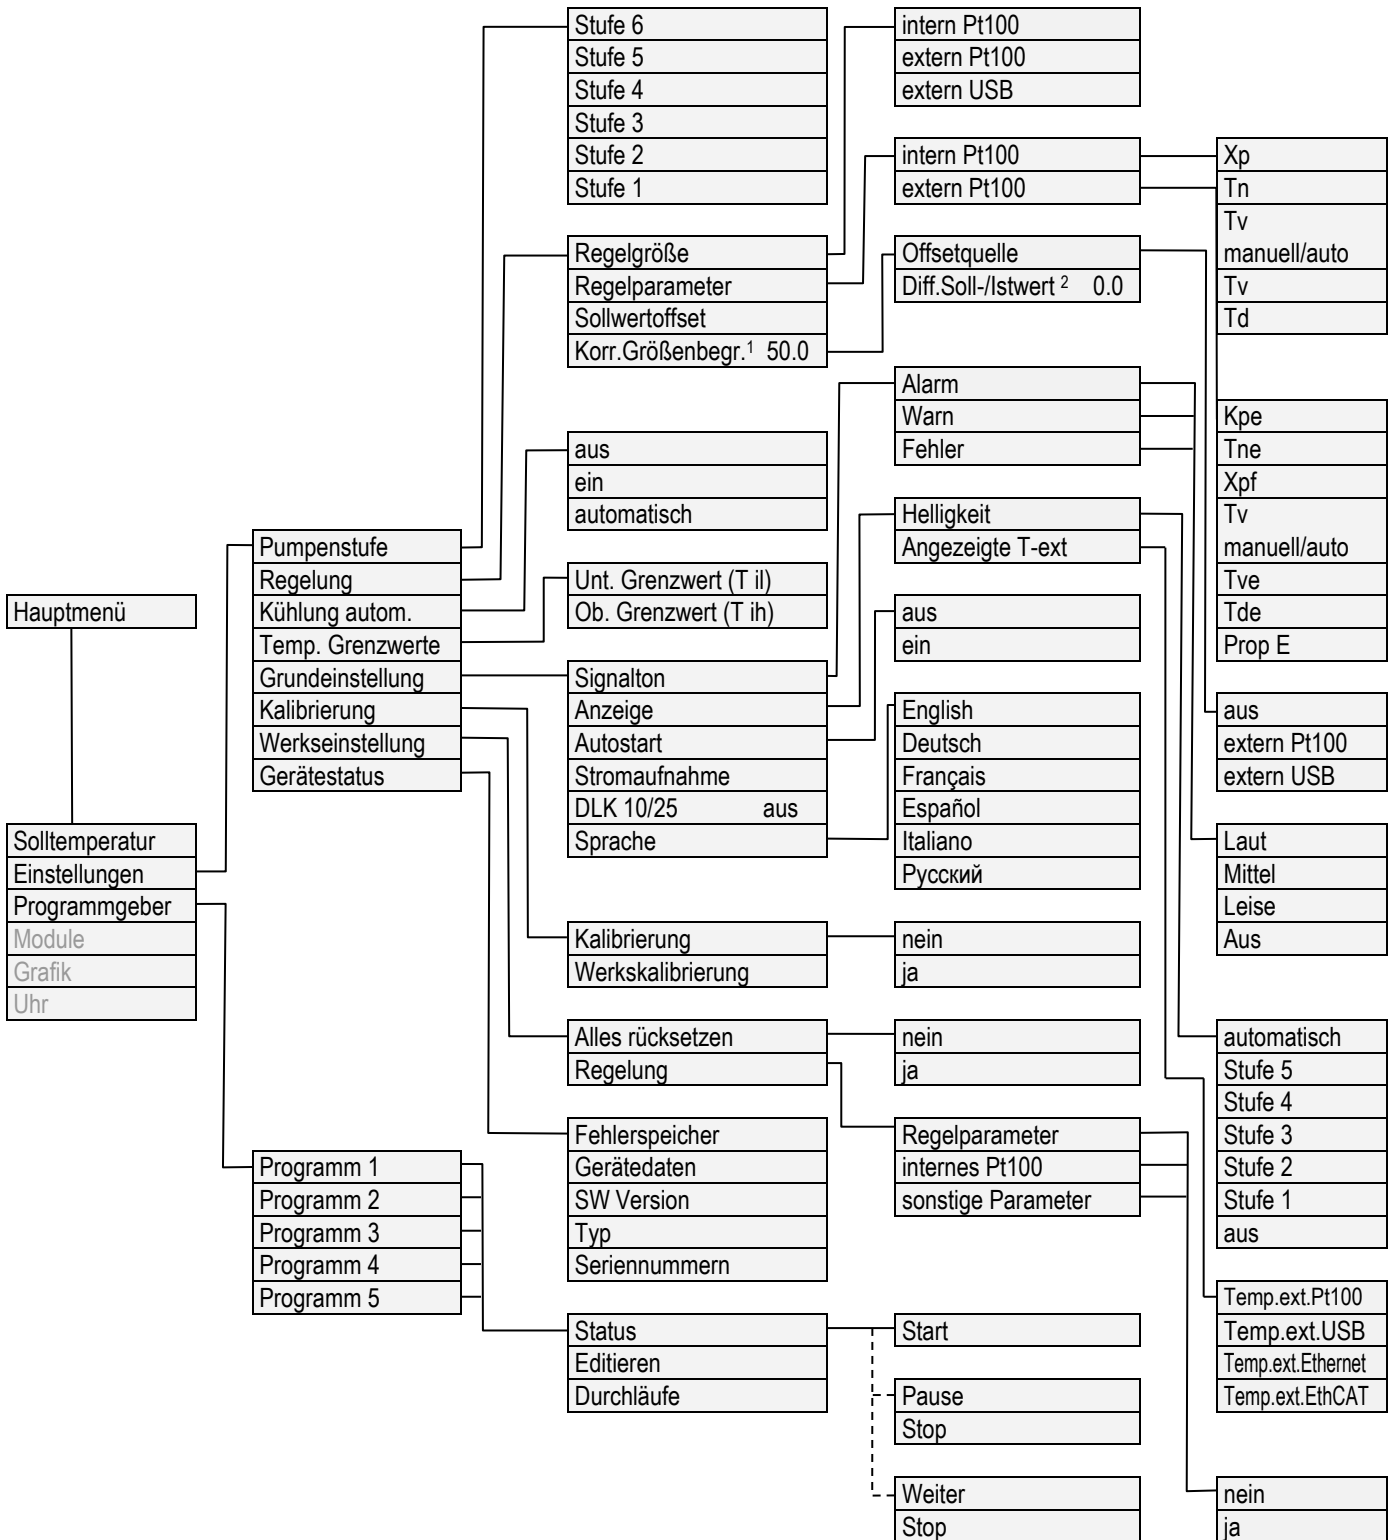 Hauptmenü
Solltemperatur
Einstellungen
Programmgeber
Module
Grafik
Uhr
Pumpenstufe
Regelung
Kühlung autom.
Temp. Grenzwerte
Grundeinstellung
Kalibrierung
Werkseinstellung
Gerätestatus
Programm 1
Programm 2
Programm 3
Programm 4
Programm 5
Stufe 6
Stufe 5
Stufe 4
Stufe 3
Stufe 2
Stufe 1
Regelgröße
Regelparameter
Sollwertoffset
Korr.Größenbegr.¹ 50.0
aus
ein
automatisch
Unt. Grenzwert (T il)
Ob. Grenzwert (T ih)
Signalton
Anzeige
Autostart
Stromaufnahme
DLK 10/25 aus
Sprache
Kalibrierung
Werkskalibrierung
Alles rücksetzen
Regelung
Fehlerspeicher
Gerätedaten
SW Version
Typ
Seriennummern
Status
Editieren
Durchläufe
intern Pt100
extern Pt100
extern USB
intern Pt100
extern Pt100
Offsetquelle
Diff.Soll-/Istwert ² 0.0
Alarm
Warn
Fehler
Helligkeit
Angezeigte T-ext
aus
ein
English
Deutsch
Français
Español
Italiano
Русский
nein
ja
nein
ja
Regelparameter
internes Pt100
sonstige Parameter
Start
Pause
Stop
Weiter
Stop
Xp
Tn
Tv
manuell/auto
Tv
Td
Kpe
Tne
Xpf
Tv
manuell/auto
Tve
Tde
Prop E
aus
extern Pt100
extern USB
Laut
Mittel
Leise
Aus
automatisch
Stufe 5
Stufe 4
Stufe 3
Stufe 2
Stufe 1
aus
Temp.ext.Pt100
Temp.ext.USB
Temp.ext.Ethernet
Temp.ext.EthCAT
nein
ja